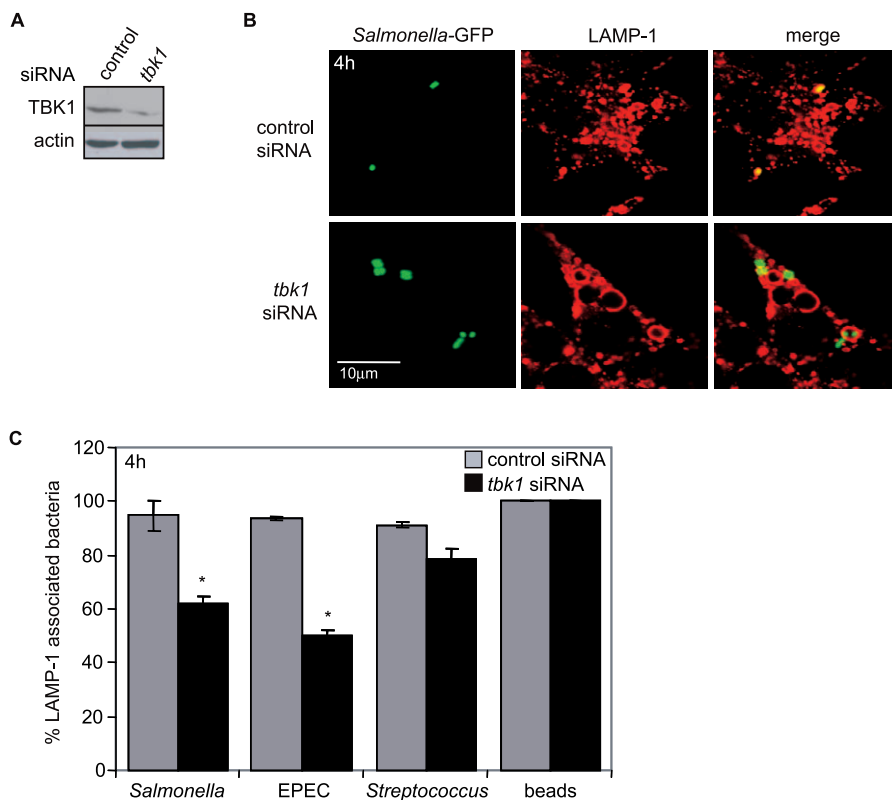 A
siRNA control tbk1
TBK1
actin
B
Salmonella-GFP LAMP-1 merge
4h
control
siRNA
tbk1
siRNA
10µm
C
% LAMP-1 associated bacteria
120
100
80
60
40
20
0
4h
control siRNA
tbk1 siRNA
*
*
Salmonella EPEC Streptococcus beads